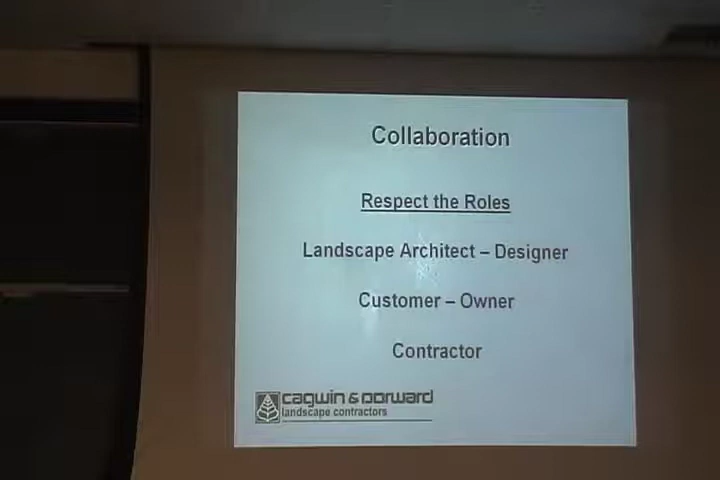 Collaboration
Respect the Roles
Landscape Architect – Designer
Customer – Owner
Contractor
cagwin & dorward
landscape contractors